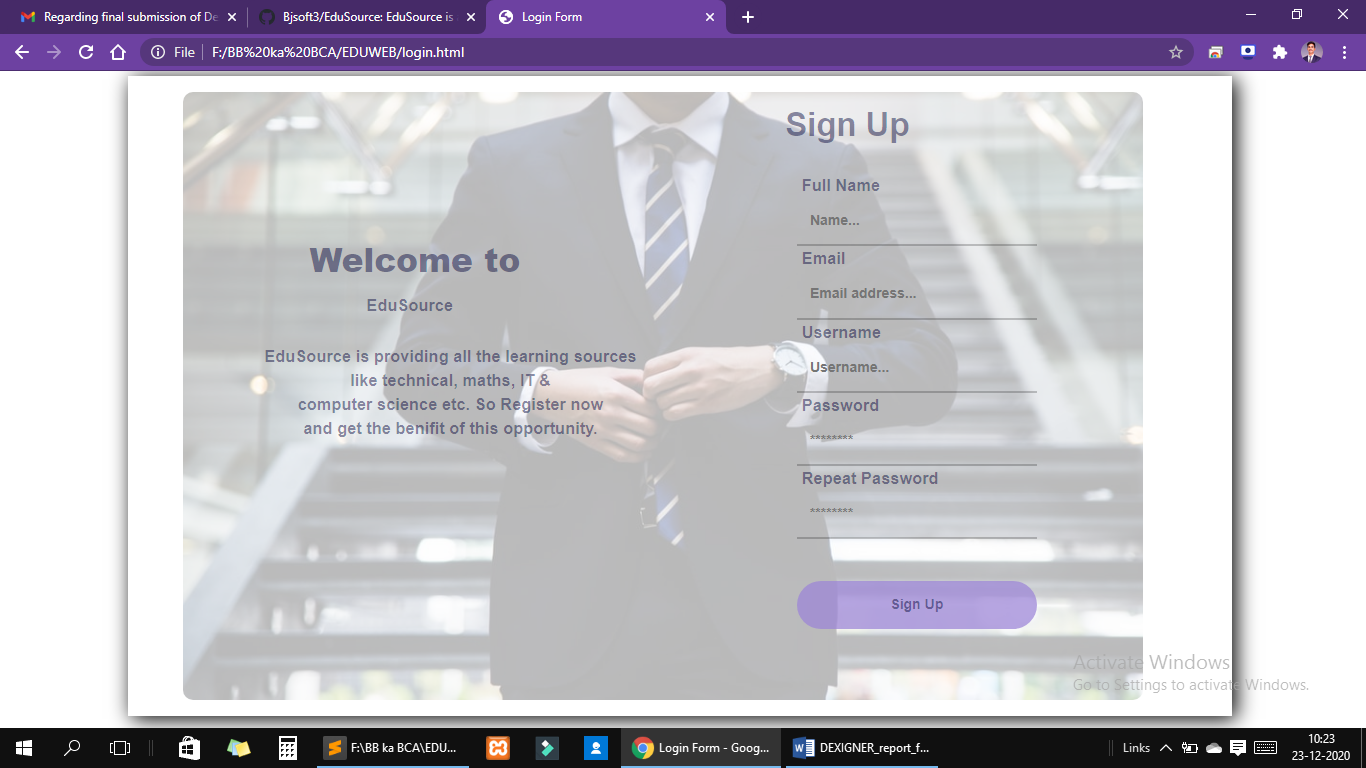 Regarding final submission of De
Bjsoft3/EduSource: EduSource is
Login Form
File
F:/BB%20ka%20BCA/EDUWEB/login.html
Sign Up
Full Name
Name...
Email
Email address...
Username
Username...
Password
********
Repeat Password
********
Sign Up
Welcome to
EduSource
EduSource is providing all the learning sources
like technical, maths, IT &
computer science etc. So Register now
and get the benifit of this opportunity.
Activate Windows
Go to Settings to activate Windows.
F:\BB ka BCA\EDU...
Login Form - Goog...
DEXIGNER_report_f...
Links
10:23
23-12-2020